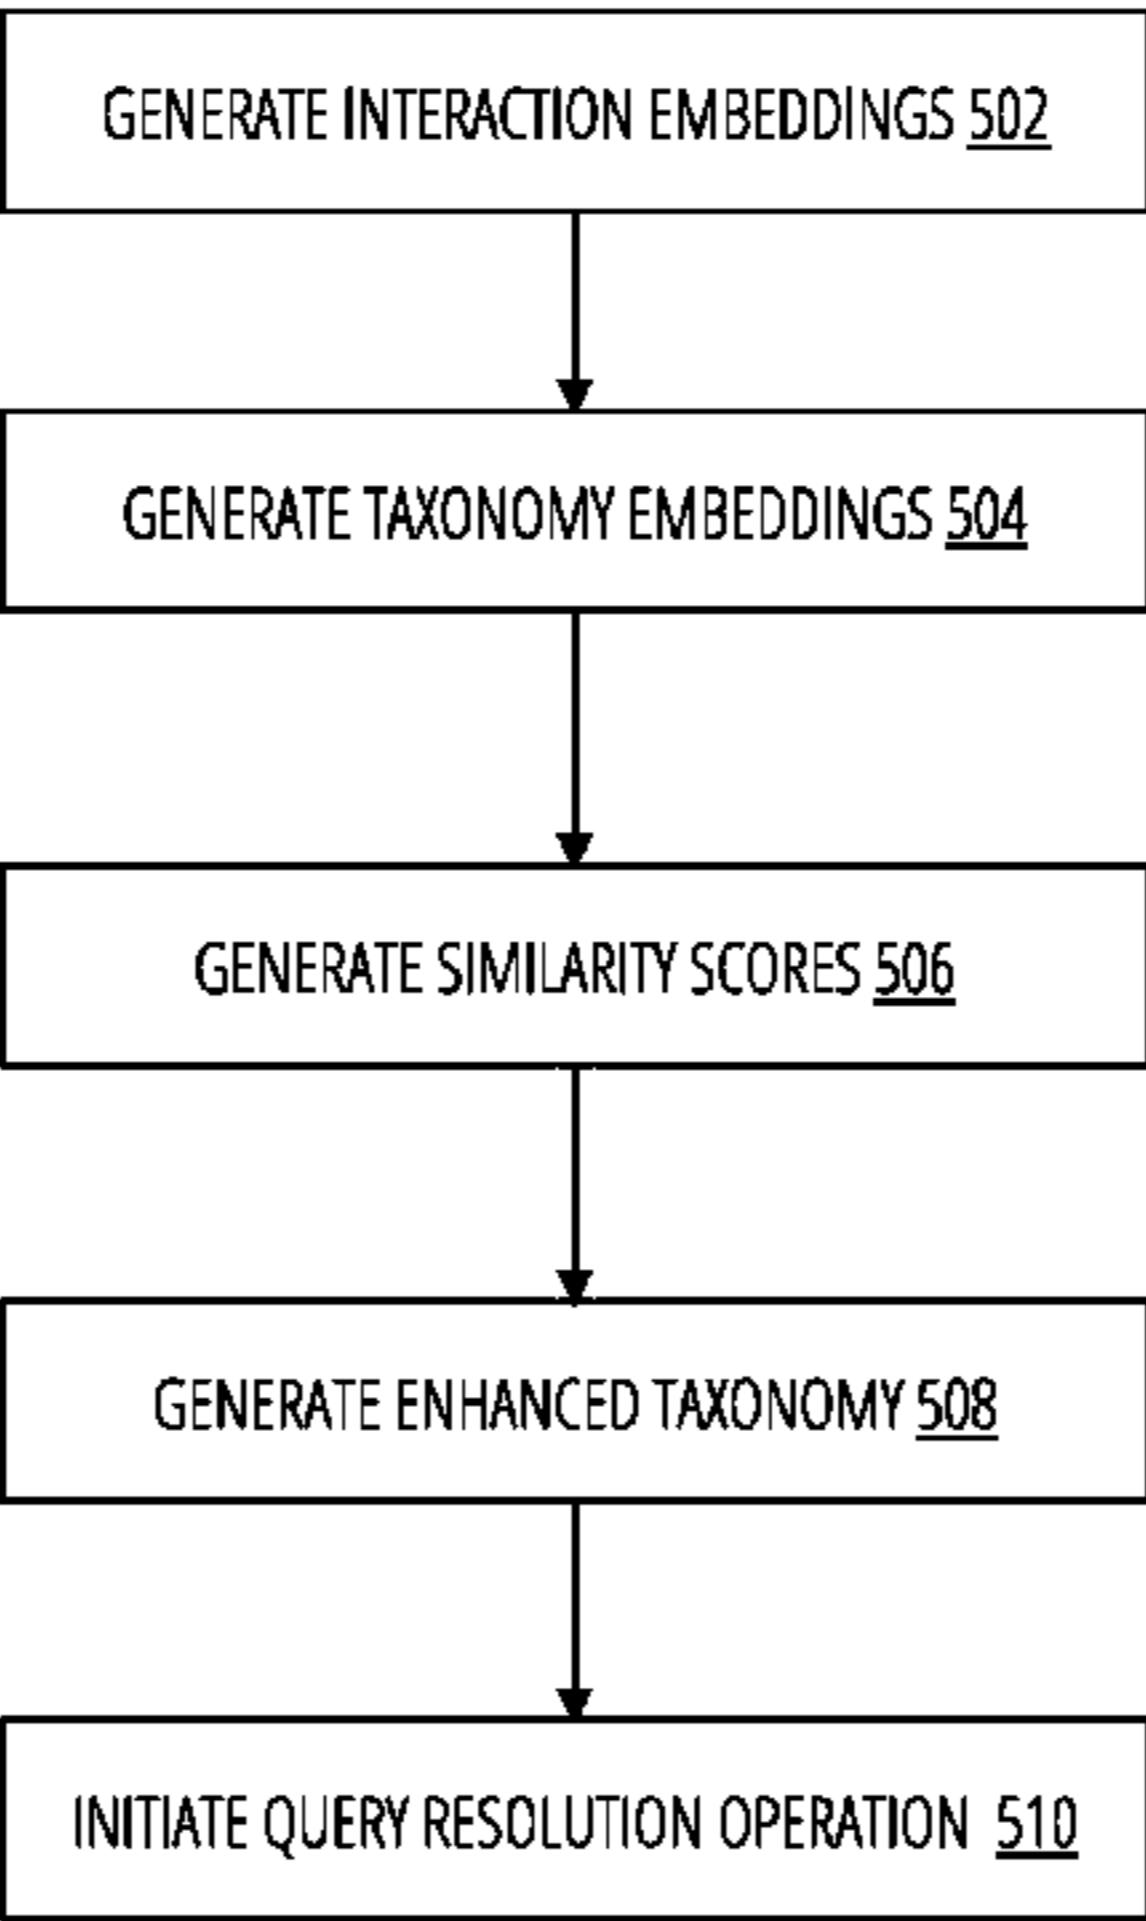 GENERATE INTERACTION EMBEDDINGS 502
GENERATE TAXONOMY EMBEDDINGS 504
GENERATE SIMILARITY SCORES 506
GENERATE ENHANCED TAXONOMY 508
INITIATE QUERY RESOLUTION OPERATION 510